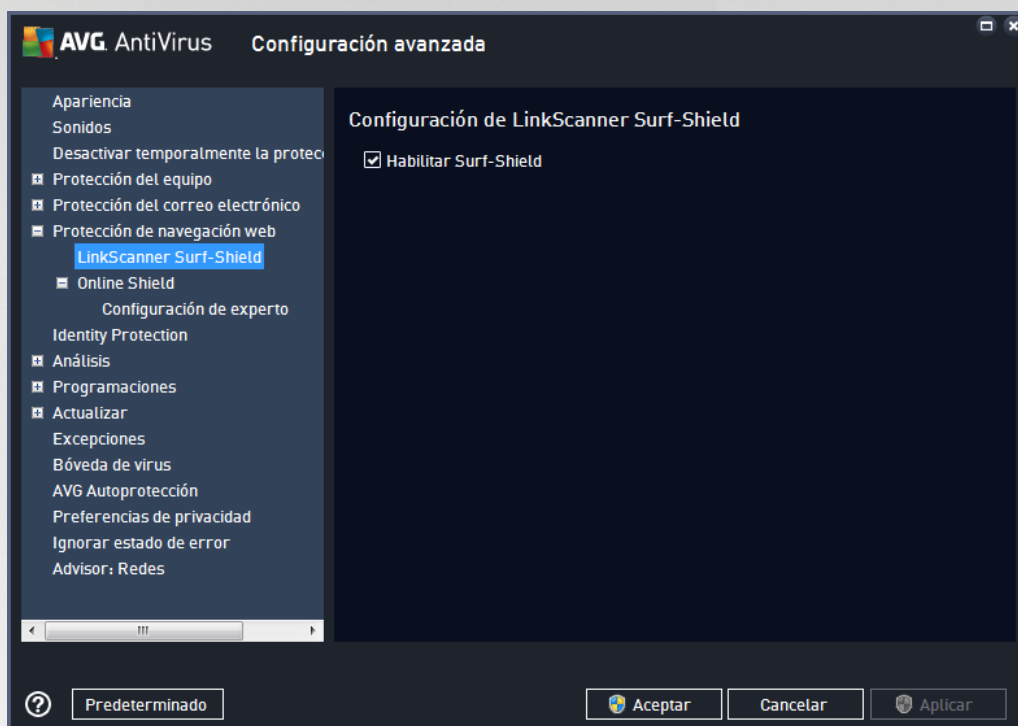 AVG AntiVirus Configuración avanzada
Apariencia
Sonidos
Desactivar temporalmente la protec
Protección del equipo
Protección del correo electrónico
Protección de navegación web
LinkScanner Surf-Shield
Online Shield
Configuración de experto
Identity Protection
Análisis
Programaciones
Actualizar
Excepciones
Bóveda de virus
AVG Autoprotección
Preferencias de privacidad
Ignorar estado de error
Advisor: Redes
Configuración de LinkScanner Surf-Shield
Habilitar Surf-Shield
Predeterminado
Aceptar
Cancelar
Aplicar